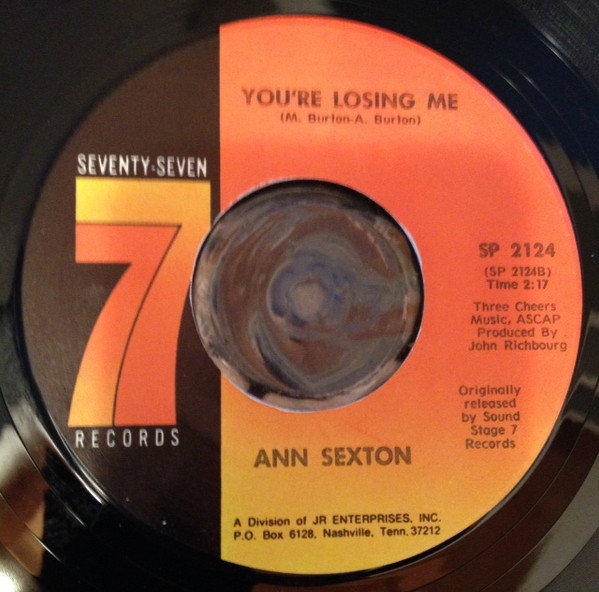 YOU'RE LOSING ME
(M. Burton-A. Burton)
SEVENTY·SEVEN
7
RECORDS
SP 2124
(SP 2124B)
Time 2:17
Three Cheers
Music, ASCAP
Produced By
John Richbourg
Originally
released
by Sound
Stage 7
Records
ANN SEXTON
A Division of JR ENTERPRISES, INC.
P.O. Box 6128, Nashville, Tenn. 37212